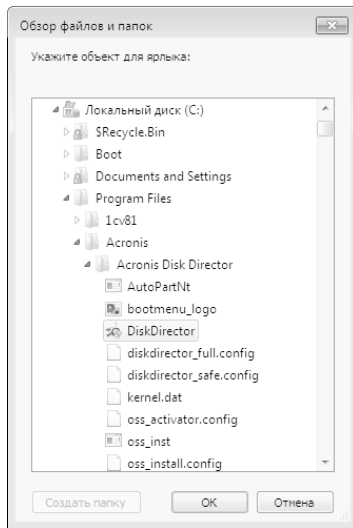 Обзор файлов и папок
Укажите объект для ярлыка:
Локальный диск (C:)
$Recycle.Bin
Boot
Documents and Settings
Program Files
1cv81
Acronis
Acronis Disk Director
AutoPartNt
bootmenu_logo
DiskDirector
diskdirector_full.config
diskdirector_safe.config
kernel.dat
oss_activator.config
oss_inst
oss_install.config
Создать папку
ОК
Отмена